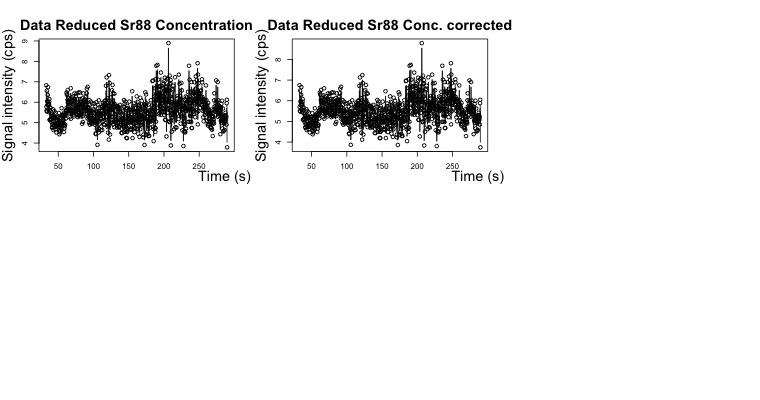 Data Reduced Sr88 Concentration
Signal intensity (cps)
9
8
7
6
5
4
50 100 150 200 250
Time (s)
Data Reduced Sr88 Conc. corrected
Signal intensity (cps)
8
7
6
5
4
50 100 150 200 250
Time (s)